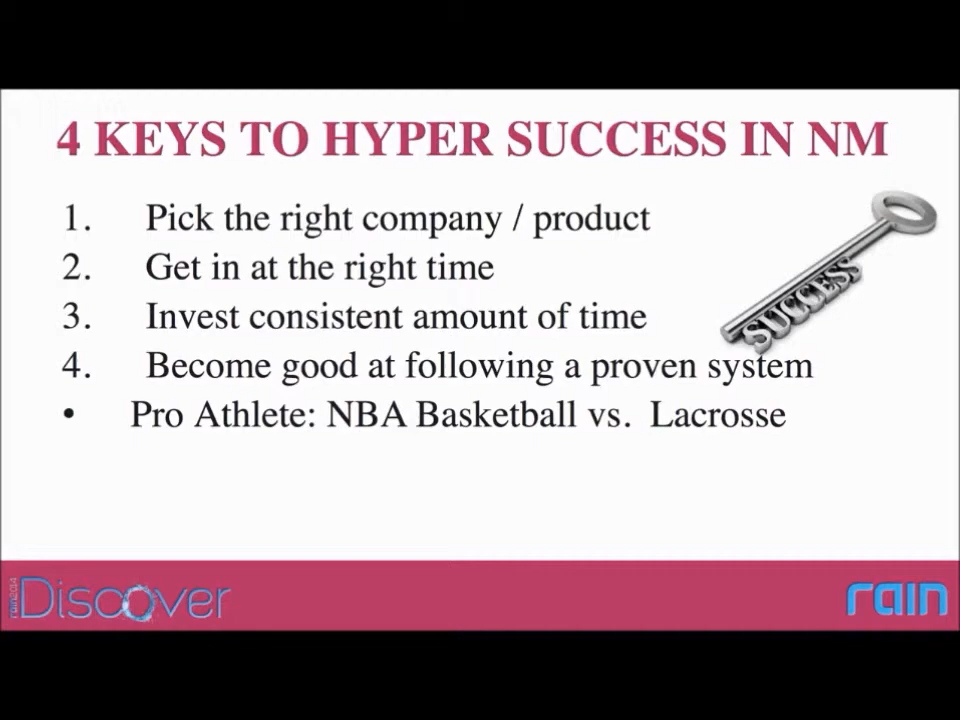 4 KEYS TO HYPER SUCCESS IN NM
1. Pick the right company / product
2. Get in at the right time
3. Invest consistent amount of time
4. Become good at following a proven system
• Pro Athlete: NBA Basketball vs. Lacrosse
SUCCESS
rain2014 Discover
rain